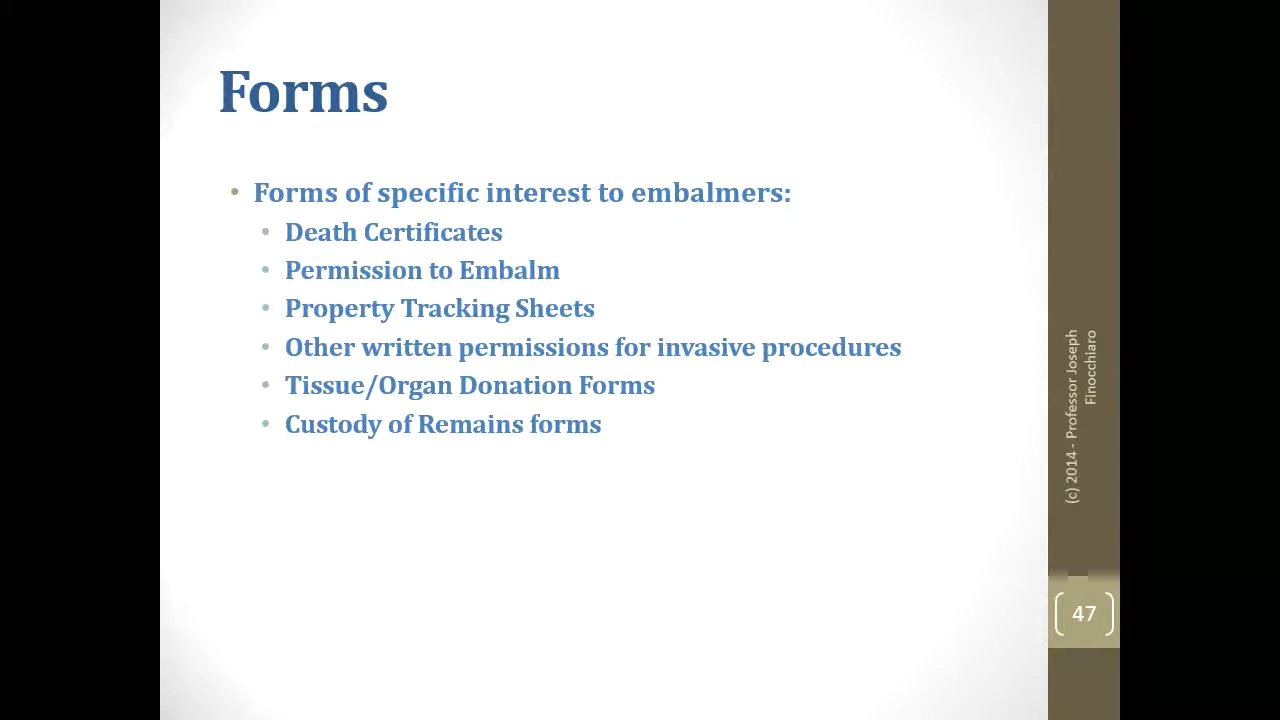 Forms
Forms of specific interest to embalmers:
Death Certificates
Permission to Embalm
Property Tracking Sheets
Other written permissions for invasive procedures
Tissue/Organ Donation Forms
Custody of Remains forms
(c) 2014 - Professor Joseph
Finocchiaro
47